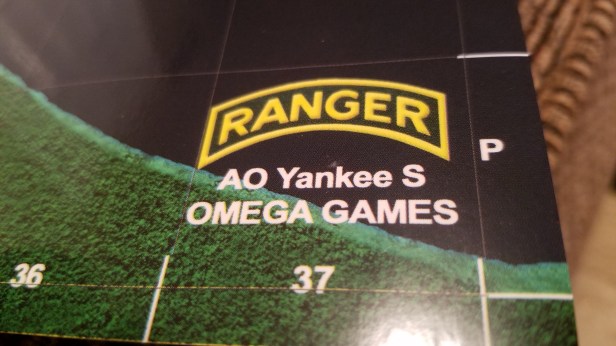 RANGER
P
AO Yankee S
OMEGA GAMES
36 37